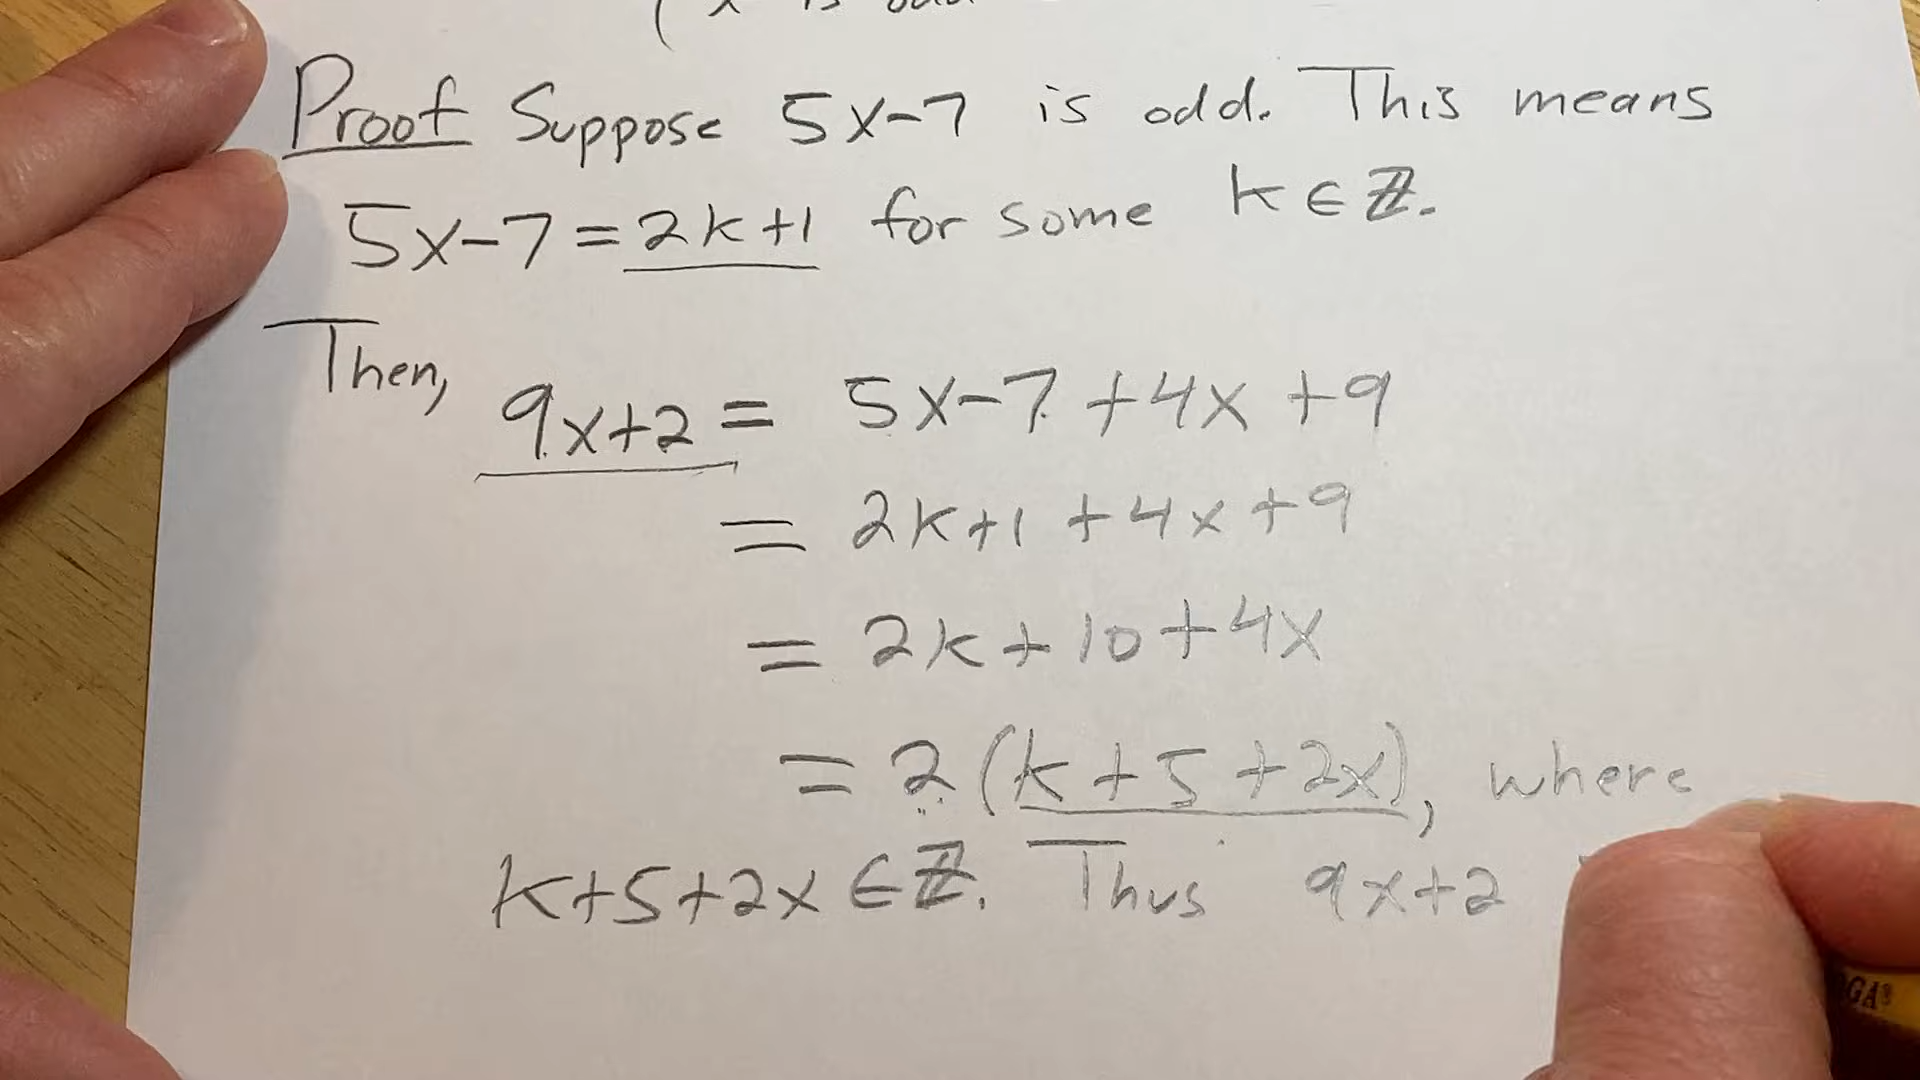 Proof Suppose 5x-7 is odd. This means
5x-7 = 2k+1 for some k ∈ ℤ.
Then,
9x+2 = 5x-7 + 4x + 9
= 2k+1 + 4x + 9
= 2k + 10 + 4x
= 2 (k + 5 + 2x), where
k+5+2x ∈ ℤ. Thus 9x+2